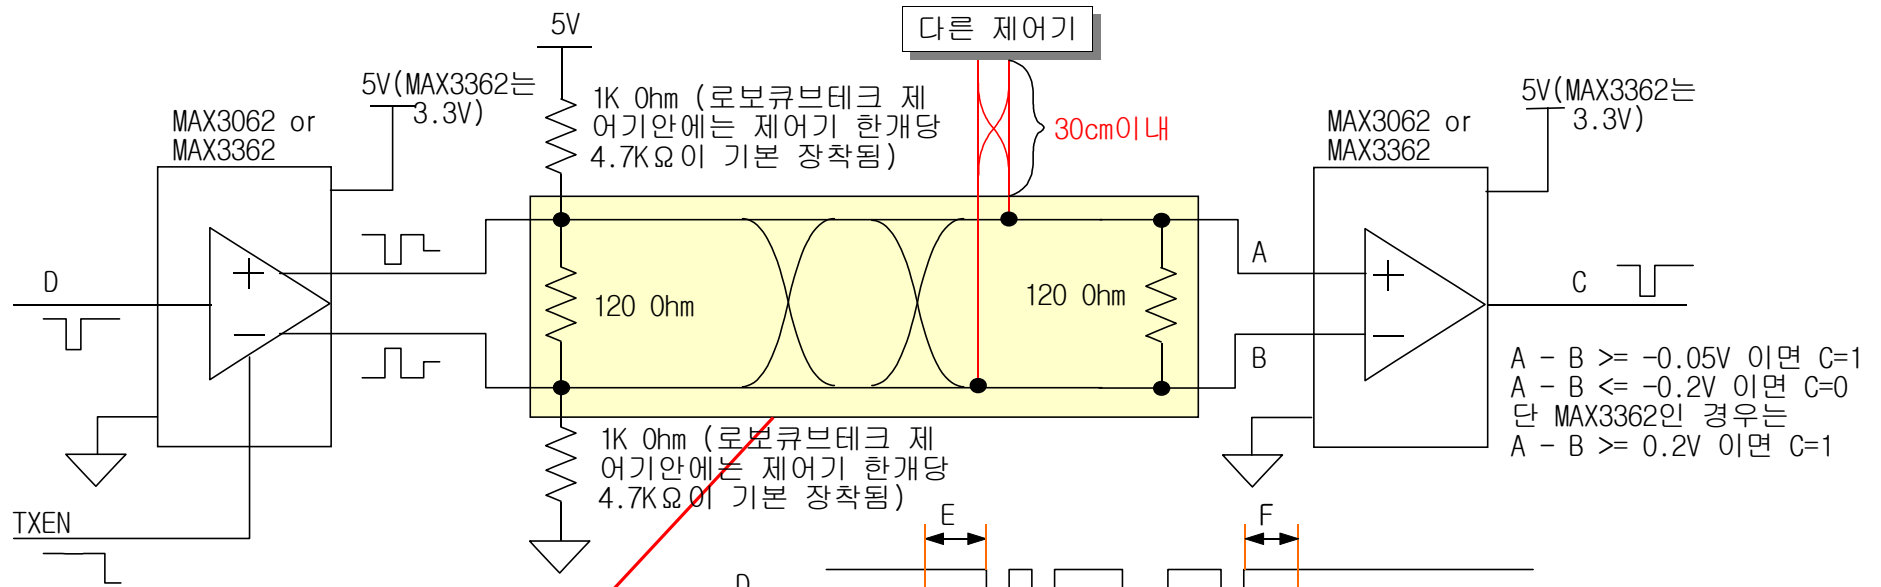 다른 제어기
5V
5V(MAX3362는
3.3V)
MAX3062 or
MAX3362
1K Ohm (로보큐브테크 제
어기안에는 제어기 한개당
4.7KΩ이 기본 장착됨)
30cm이내
MAX3062 or
MAX3362
5V(MAX3362는
3.3V)
D
+
−
120 Ohm
120 Ohm
A
B
+
−
C
A - B >= -0.05V 이면 C=1
A - B <= -0.2V 이면 C=0
단 MAX3362인 경우는
A - B >= 0.2V 이면 C=1
1K Ohm (로보큐브테크 제
어기안에는 제어기 한개당
4.7KΩ이 기본 장착됨)
TXEN
E
F
D